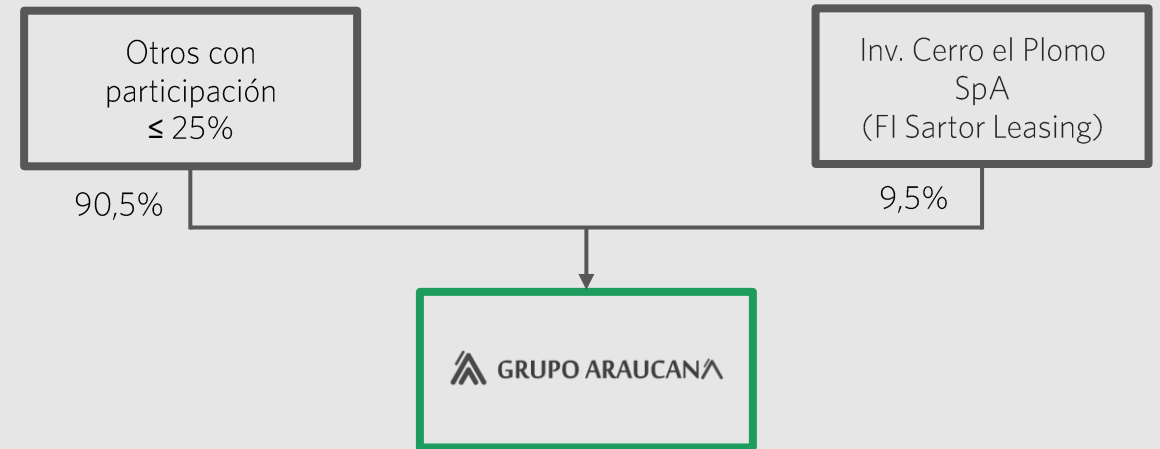 Otros con
participación
≤ 25%
Inv. Cerro el Plomo
SpA
(FI Sartor Leasing)
90,5%
9,5%
GRUPO ARAUCANA